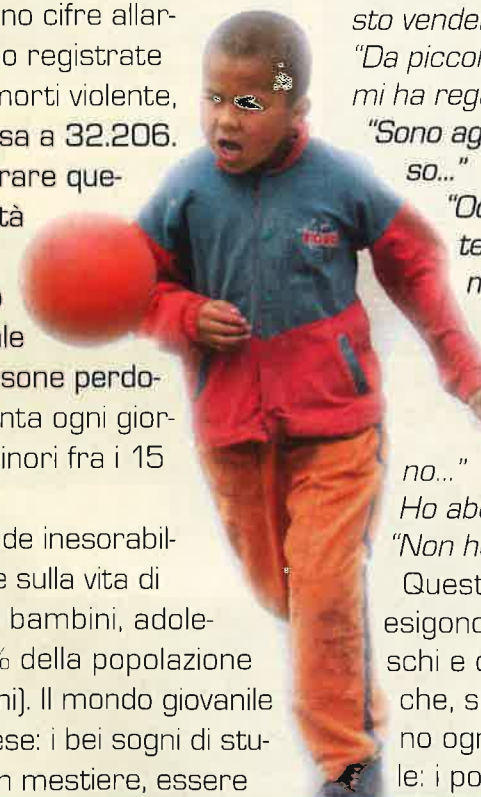 no cifre allar-
o registrate
morti violente,
sa a 32.206.
rare que-
tà
le
sone perdo-
nta ogni gior-
inori fra i 15
de inesorabil-
e sulla vita di
bambini, adole-
% della popolazione
ni). Il mondo giovanile
ese: i bei sogni di stu-
n mestiere, essere
sto vende
"Da piccol
mi ha reg
"Sono ag
so..."
"Oc
te
n
no..."
Ho ab
"Non h
Quest
esigono
schi e
che, s
no ogn
le: i po